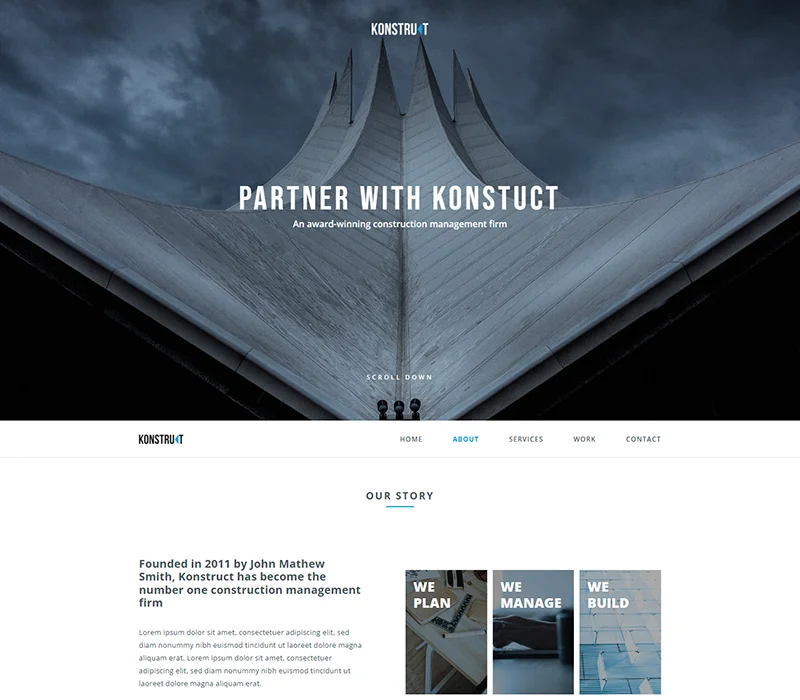 KONSTRUCT
PARTNER WITH KONSTUCT
An award-winning construction management firm
SCROLL DOWN
KONSTRUCT
HOME ABOUT SERVICES WORK CONTACT
OUR STORY
Founded in 2011 by John Mathew
Smith, Konstruct has become the
number one construction management
firm
Lorem ipsum dolor sit amet, consectetuer adipiscing elit, sed
diam nonummy nibh euismod tincidunt ut laoreet dolore magna
aliquam erat. Lorem ipsum dolor sit amet, consectetuer
adipiscing elit, sed diam nonummy nibh euismod tincidunt ut
laoreet dolore magna aliquam erat.
WE
PLAN
WE
MANAGE
WE
BUILD